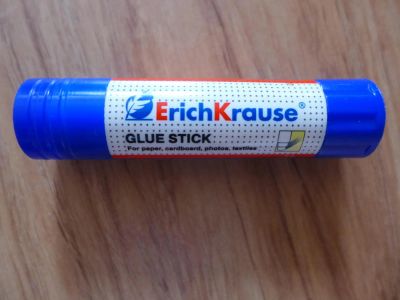 ErichKrause®
GLUE STICK
For paper, cardboard, photos, textiles